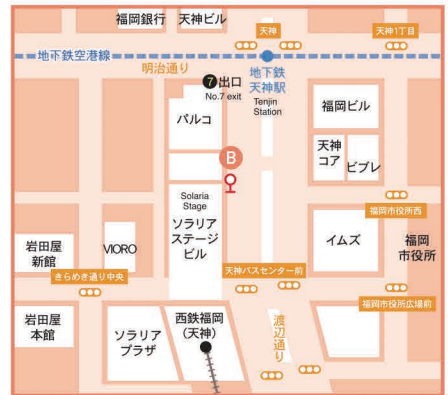 福岡銀行
天神ビル
天神
天神1丁目
地下鉄空港線
明治通り
7
出口
No.7 exit
地下鉄
天神駅
Tenjin
Station
パルコ
福岡ビル
B
天神
コア
ビブレ
Solaria
Stage
ソラリア
ステージ
ビル
福岡市役所西
岩田屋
新館
VIORO
イムズ
福岡
市役所
きらめき通り中央
天神バスセンター前
福岡市役所広場前
岩田屋
本館
ソラリア
プラザ
西鉄福岡
(天神)
渡辺通り